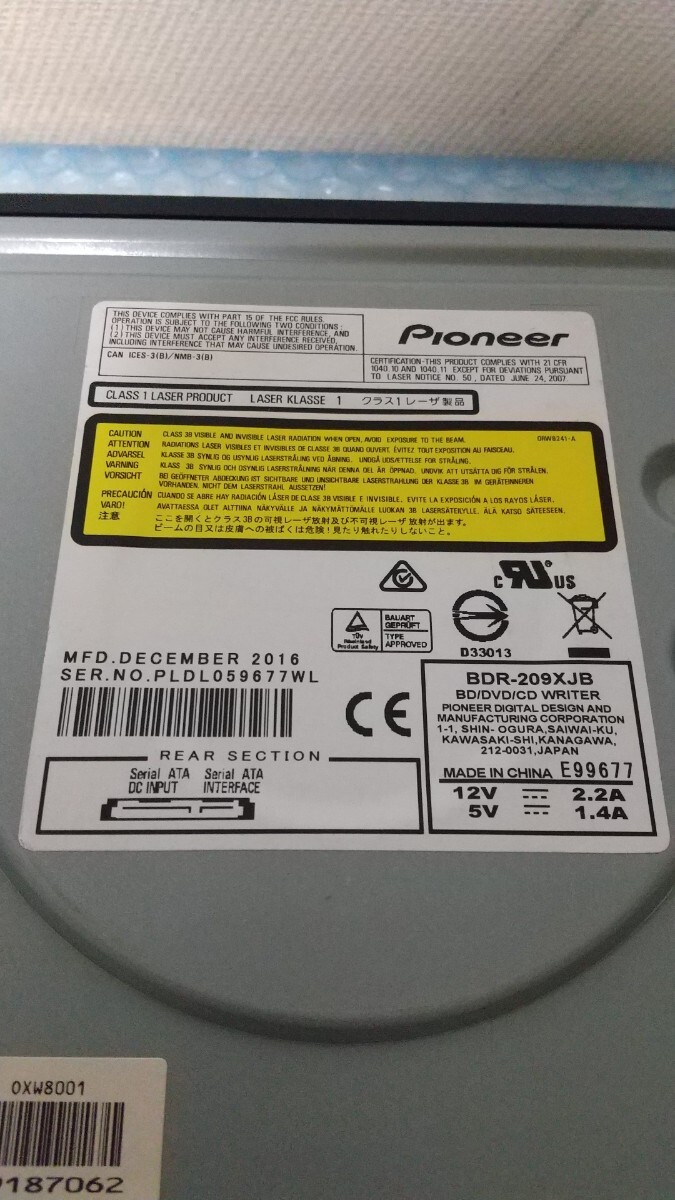 THIS DEVICE COMPLIES WITH PART 15 OF THE FCC RULES.
OPERATION IS SUBJECT TO THE FOLLOWING TWO CONDITIONS :
(1) THIS DEVICE MAY NOT CAUSE HARMFUL INTERFERENCE, AND
(2) THIS DEVICE MUST ACCEPT ANY INTERFERENCE RECEIVED,
INCLUDING INTERFERENCE THAT MAY CAUSE UNDESIRED OPERATION.
CAN ICES-3(B)/NMB-3(B)
Pioneer
CERTIFICATION-THIS PRODUCT COMPLIES WITH 21 CFR
1040.10 AND 1040.11 EXCEPT FOR DEVIATIONS PURSUANT
TO LASER NOTICE NO. 50, DATED JUNE 24, 2007.
CLASS 1 LASER PRODUCT LASER KLASSE 1 クラス1レーザ製品
CAUTION CLASS 3B VISIBLE AND INVISIBLE LASER RADIATION WHEN OPEN, AVOID EXPOSURE TO THE BEAM. DRW8241-A
ATTENTION RADIATIONS LASER VISIBLES ET INVISIBLES DE CLASSE 3B QUAND OUVERT. ÉVITEZ TOUT EXPOSITION AU FAISCEAU.
ADVARSEL KLASSE 3B SYNLIG OG USYNLIG LASERSTRÅLING VED ÅBNING. UNDGÅ UDSÆTTELSE FOR STRÅLING.
VARNING KLASS 3B SYNLIG OCH OSYNLIG LASERSTRÅLNING NÄR DENNA DEL ÄR ÖPPNAD. UNDVIK ATT UTSÄTTA DIG FÖR STRÅLEN.
VORSICHT BEI GEÖFFNETER ABDECKUNG IST SICHTBARE UND UNSICHTBARE LASERSTRAHLUNG DER KLASSE 3B IM GERÄTEINNEREN
VORHANDEN. NICHT DEM LASERSTRAHL AUSSETZEN!
PRECAUCIÓN CUANDO SE ABRE HAY RADIACIÓN LÁSER DE CLASE 3B VISIBLE E INVISIBLE. EVITE LA EXPOSICIÓN A LOS RAYOS LÁSER.
VARO! AVATTAESSA OLET ALTTIINA NÄKYVÄLLE JA NÄKYMÄTTÖMÄLLE LUOKAN 3B LASERSÄTEILYLLE. ÄLÄ KATSO SÄTEESEEN.
注意 ここを開くとクラス3Bの可視レーザ放射及び不可視レーザ放射が出ます。
ビームの目又は皮膚への被ばくは危険!見たり触れたりしないこと。
c RU US
TÜV
Rheinland
Product Safety
BAUART
GEPRÜFT
TYPE
APPROVED
D33013
MFD.DECEMBER 2016
SER.NO.PLDL059677WL
CE
REAR SECTION
Serial ATA
DC INPUT
Serial ATA
INTERFACE
BDR-209XJB
BD/DVD/CD WRITER
PIONEER DIGITAL DESIGN AND
MANUFACTURING CORPORATION
1-1, SHIN- OGURA,SAIWAI-KU,
KAWASAKI-SHI,KANAGAWA,
212-0031,JAPAN
MADE IN CHINA E99677
12V 2.2A
5V 1.4A
0XW8001
187062